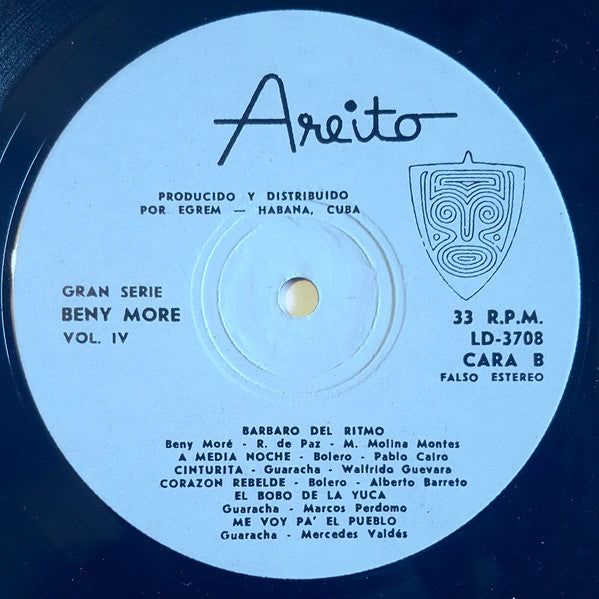 Areito
PRODUCIDO Y DISTRIBUIDO
POR EGREM — HABANA, CUBA
GRAN SERIE
BENY MORE
VOL. IV
33 R.P.M.
LD-3708
CARA B
FALSO ESTEREO
BARBARO DEL RITMO
Beny Moré - R. de Paz - M. Molina Montes
A MEDIA NOCHE - Bolero - Pablo Cairo
CINTURITA - Guaracha - Walfrido Guevara
CORAZON REBELDE - Bolero - Alberto Barreto
EL BOBO DE LA YUCA
Guaracha - Marcos Perdomo
ME VOY PA' EL PUEBLO
Guaracha - Mercedes Valdés